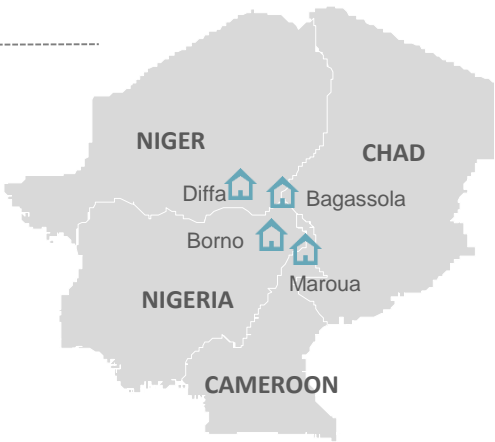 NIGER
CHAD
Diffa
Bagassola
Borno
Maroua
NIGERIA
CAMEROON